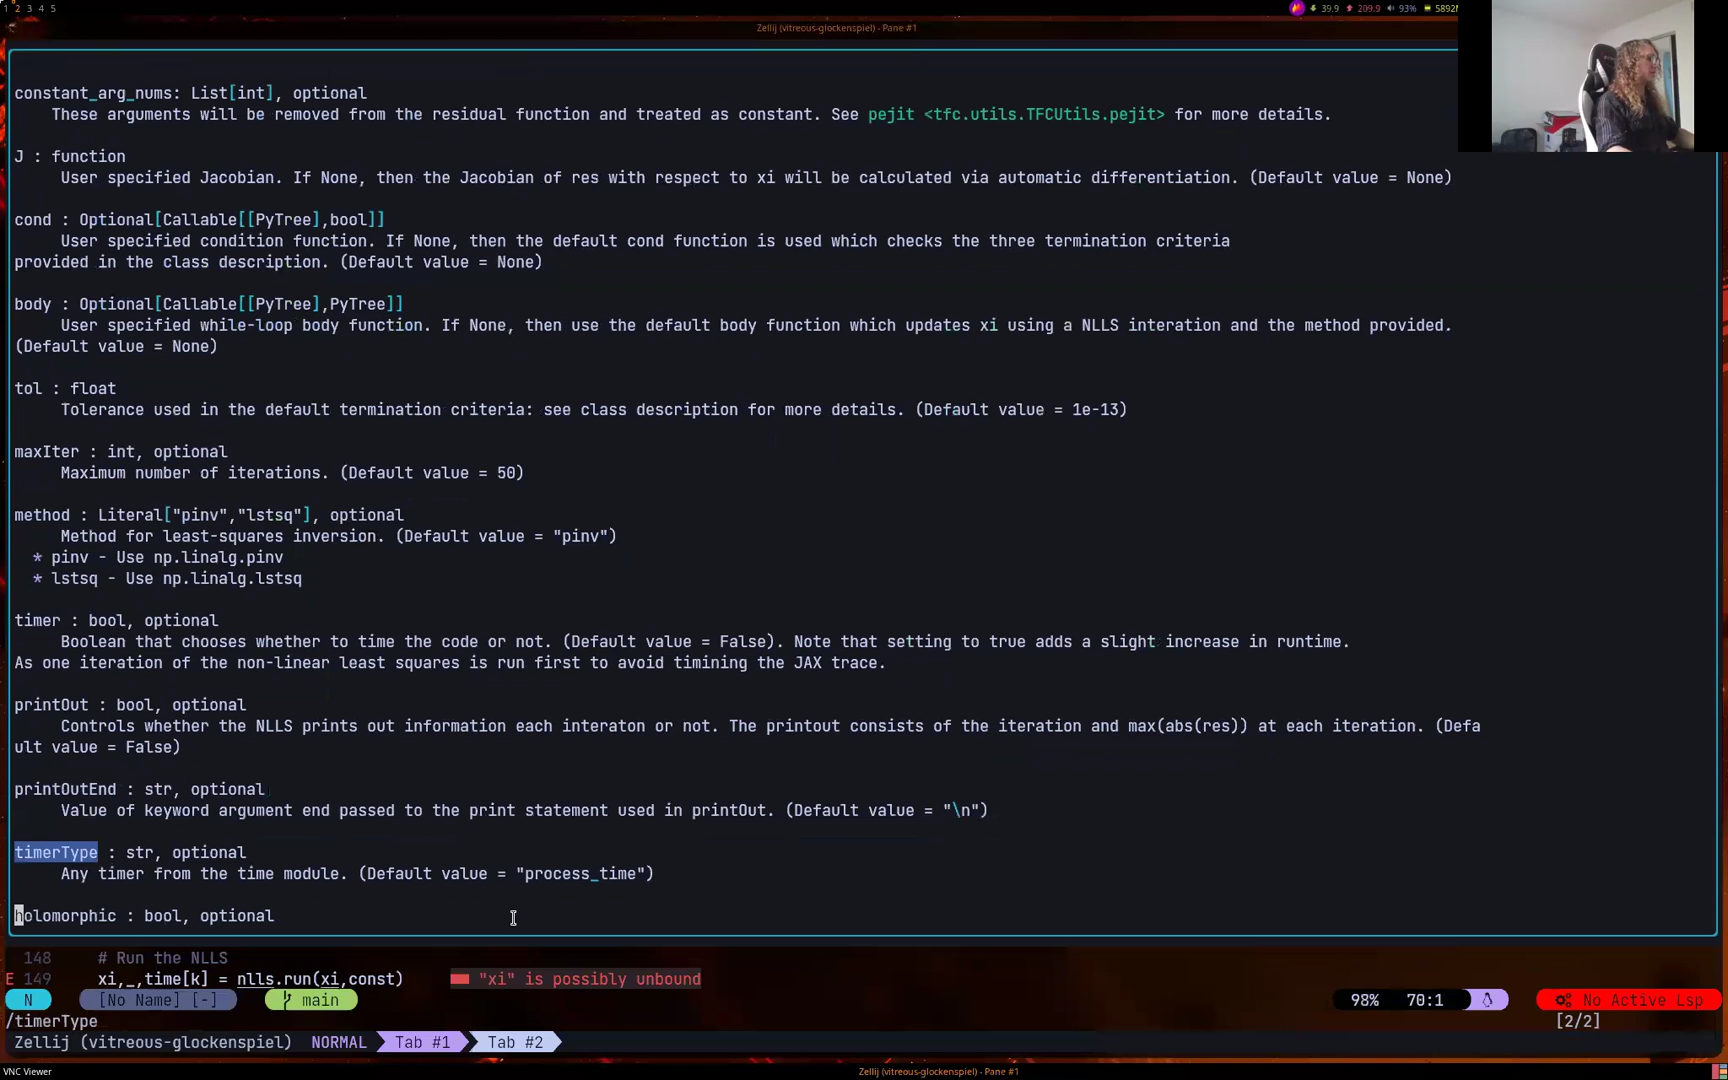 1 2 3 4 5
39.9 209.9 93% 5892M
Zellij (vitreous-glockenspiel) - Pane #1
constant_arg_nums: List[int], optional
These arguments will be removed from the residual function and treated as constant. See pejit <tfc.utils.TFCUtils.pejit> for more details.
J : function
User specified Jacobian. If None, then the Jacobian of res with respect to xi will be calculated via automatic differentiation. (Default value = None)
cond : Optional[Callable[[PyTree],bool]]
User specified condition function. If None, then the default cond function is used which checks the three termination criteria
provided in the class description. (Default value = None)
body : Optional[Callable[[PyTree],PyTree]]
User specified while-loop body function. If None, then use the default body function which updates xi using a NLLS interation and the method provided.
(Default value = None)
tol : float
Tolerance used in the default termination criteria: see class description for more details. (Default value = 1e-13)
maxIter : int, optional
Maximum number of iterations. (Default value = 50)
method : Literal["pinv","lstsq"], optional
Method for least-squares inversion. (Default value = "pinv")
* pinv - Use np.linalg.pinv
* lstsq - Use np.linalg.lstsq
timer : bool, optional
Boolean that chooses whether to time the code or not. (Default value = False). Note that setting to true adds a slight increase in runtime.
As one iteration of the non-linear least squares is run first to avoid timining the JAX trace.
printOut : bool, optional
Controls whether the NLLS prints out information each interaton or not. The printout consists of the iteration and max(abs(res)) at each iteration. (Defa
ult value = False)
printOutEnd : str, optional
Value of keyword argument end passed to the print statement used in printOut. (Default value = "\n")
timerType : str, optional
Any timer from the time module. (Default value = "process_time")
holomorphic : bool, optional
148 # Run the NLLS
E 149 xi,_,time[k] = nlls.run(xi,const) "xi" is possibly unbound
N [No Name] [-] main 98% 70:1 No Active Lsp
/timerType [2/2]
Zellij (vitreous-glockenspiel) NORMAL Tab #1 Tab #2
VNC Viewer Zellij (vitreous-glockenspiel) - Pane #1